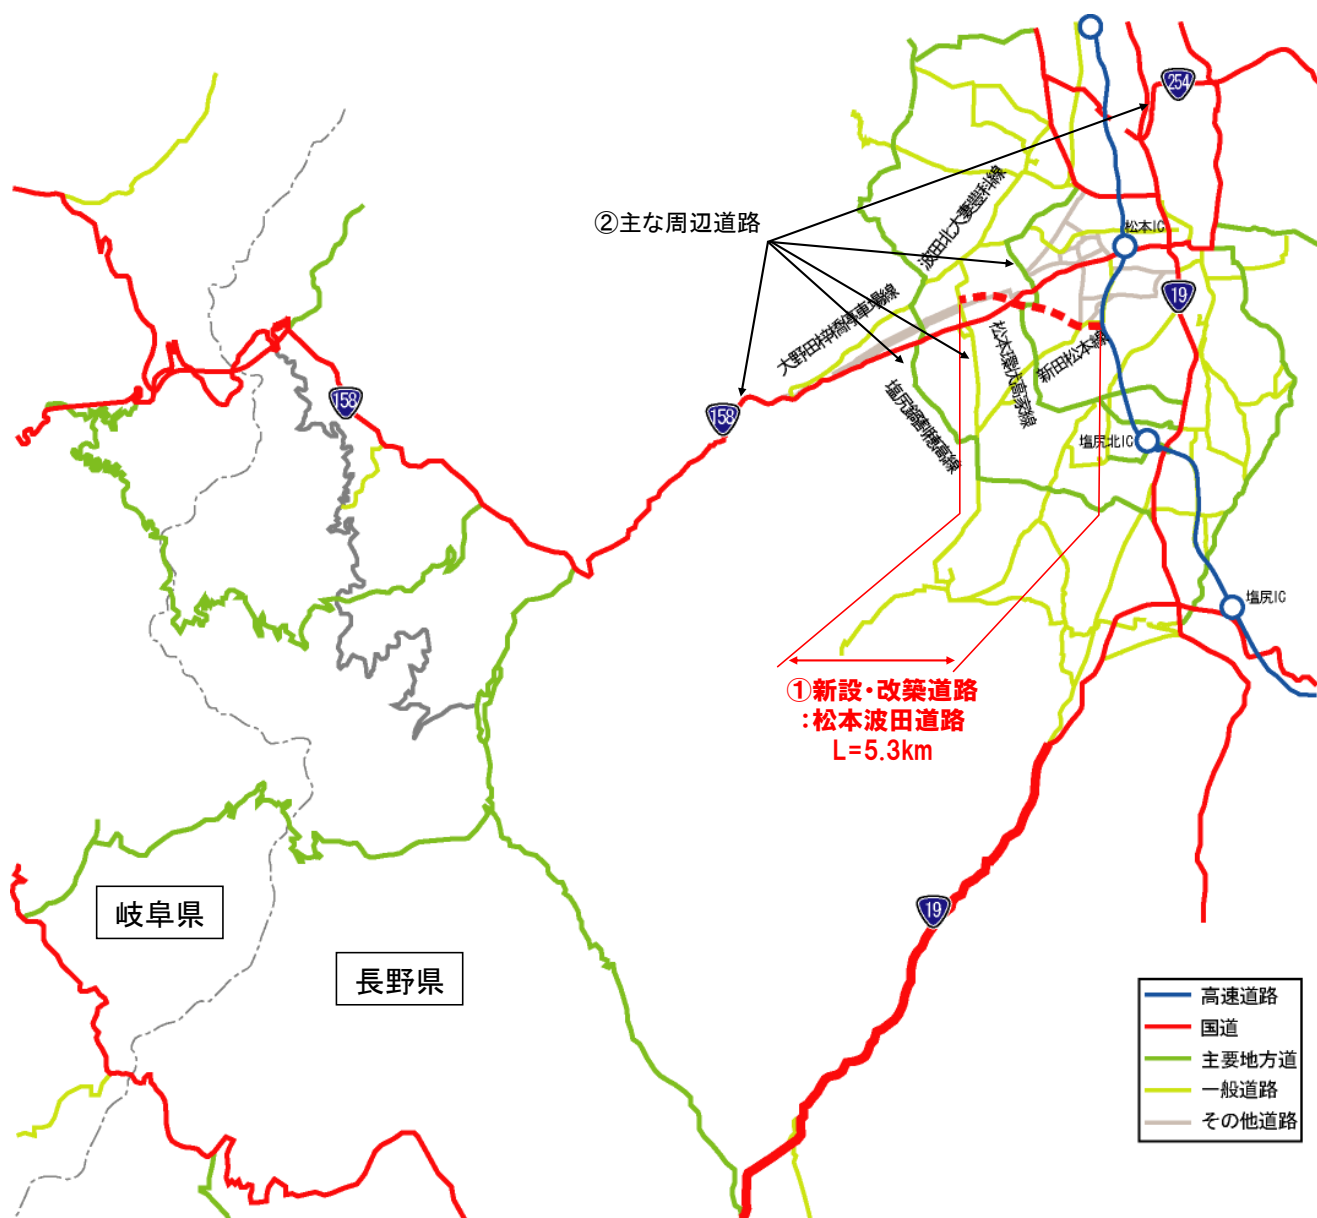 254
②主な周辺道路
波田北大妻豊科線
松本IC
大野田梓橋停車場線
19
松本環状高家線
新田松本線
158
158
塩尻鍋割穂高線
塩尻北IC
塩尻IC
①新設・改築道路
：松本波田道路
L=5.3km
岐阜県
19
長野県
高速道路
国道
主要地方道
一般道路
その他道路